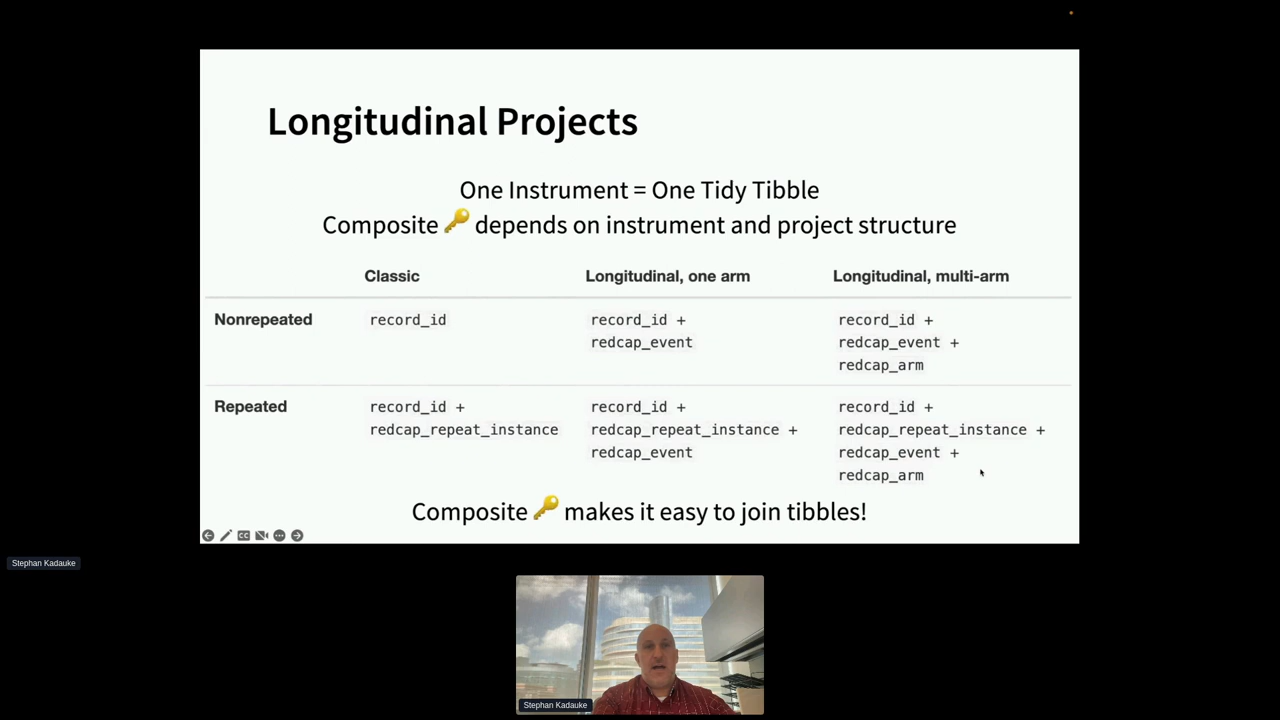 Longitudinal Projects
One Instrument = One Tidy Tibble
Composite 🔑 depends on instrument and project structure
Classic Longitudinal, one arm Longitudinal, multi-arm
Nonrepeated record_id record_id + record_id +
redcap_event redcap_event +
redcap_arm
Repeated record_id + record_id + record_id +
redcap_repeat_instance redcap_repeat_instance + redcap_repeat_instance +
redcap_event redcap_event +
redcap_arm
Composite 🔑 makes it easy to join tibbles!
CC
Stephan Kadauke
Stephan Kadauke